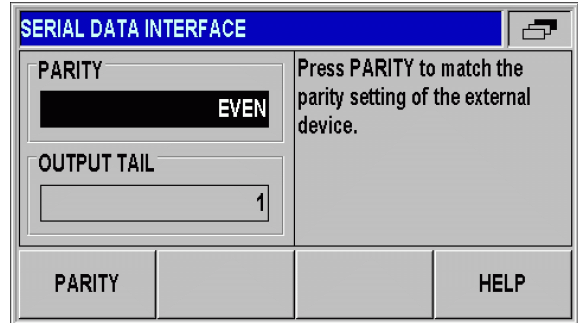 SERIAL DATA INTERFACE
PARITY
EVEN
OUTPUT TAIL
1
Press PARITY to match the
parity setting of the external
device.
PARITY
HELP